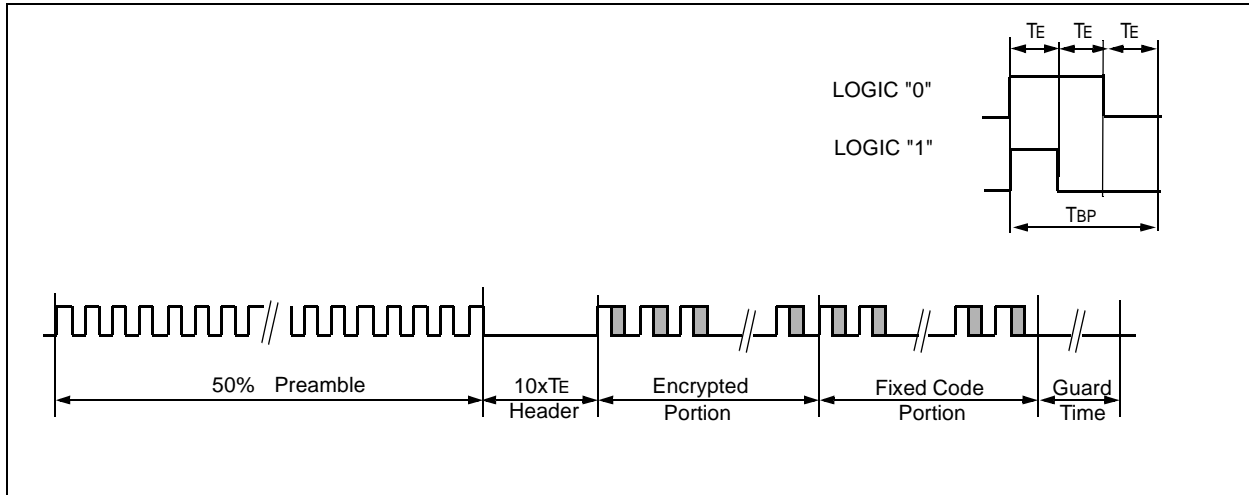 TE TE TE
LOGIC "0"
LOGIC "1"
TBP
50% Preamble
10xTE
Header
Encrypted
Portion
Fixed Code
Portion
Guard
Time